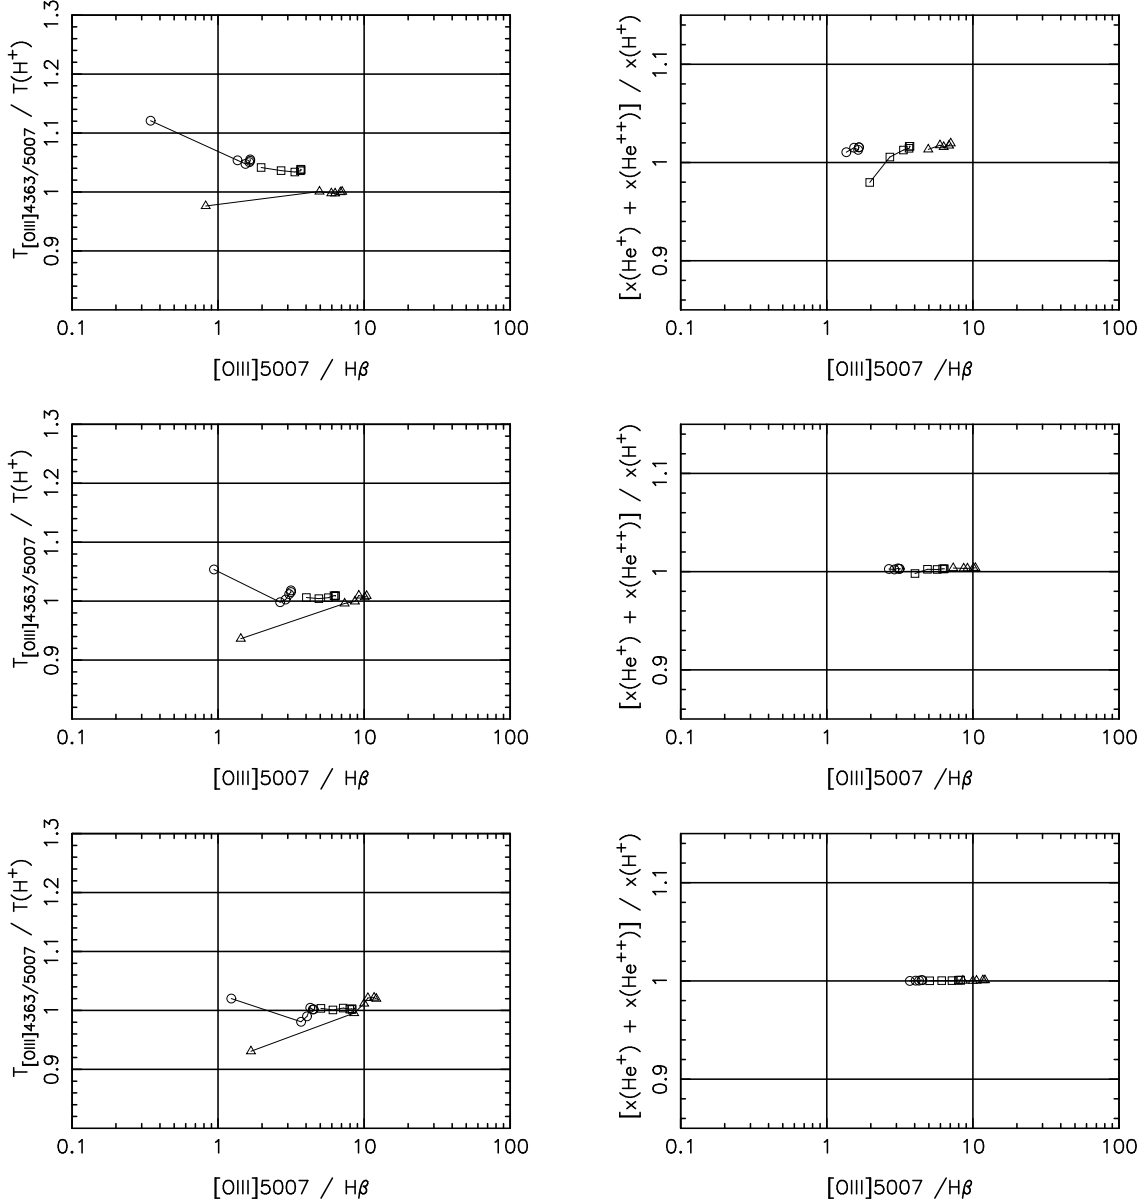 T[OIII]4363/5007 / T(H+)
1.3
1.2
1.1
1
0.9
0.1 1 10 100
[OIII]5007 / Hβ
[x(He+) + x(He++)] / x(H+)
1.1
1
0.9
0.1 1 10 100
[OIII]5007 /Hβ
T[OIII]4363/5007 / T(H+)
1.3
1.2
1.1
1
0.9
0.1 1 10 100
[OIII]5007 / Hβ
[x(He+) + x(He++)] / x(H+)
1.1
1
0.9
0.1 1 10 100
[OIII]5007 /Hβ
T[OIII]4363/5007 / T(H+)
1.3
1.2
1.1
1
0.9
0.1 1 10 100
[OIII]5007 / Hβ
[x(He+) + x(He++)] / x(H+)
1.1
1
0.9
0.1 1 10 100
[OIII]5007 /Hβ